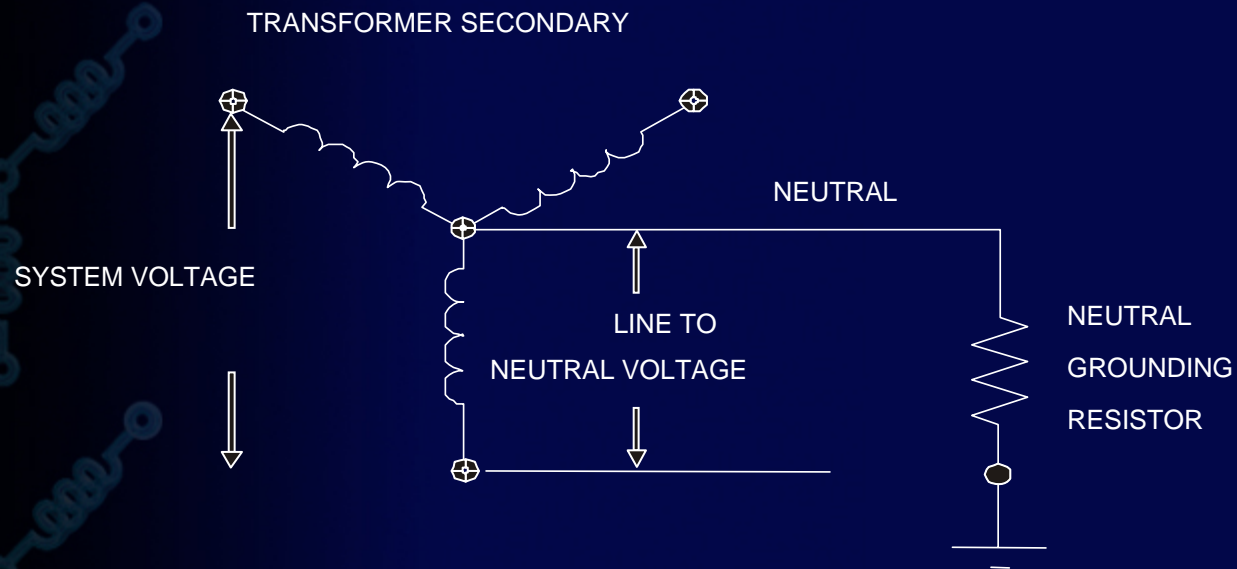 TRANSFORMER SECONDARY
NEUTRAL
SYSTEM VOLTAGE
LINE TO
NEUTRAL VOLTAGE
NEUTRAL
GROUNDING
RESISTOR